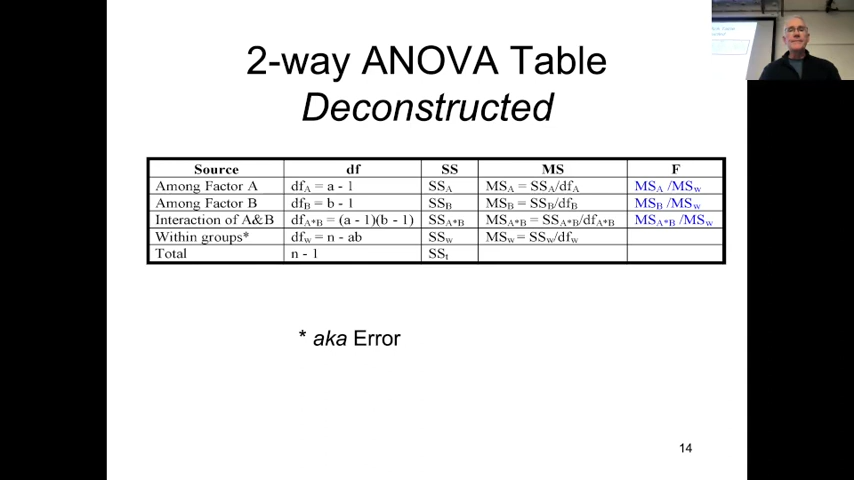 2-way ANOVA Table
Deconstructed
Source df SS MS F
Among Factor A df_A = a - 1 SS_A MS_A = SS_A/df_A MS_A /MS_w
Among Factor B df_B = b - 1 SS_B MS_B = SS_B/df_B MS_B /MS_w
Interaction of A&B df_A*B = (a - 1)(b - 1) SS_A*B MS_A*B = SS_A*B/df_A*B MS_A*B /MS_w
Within groups* df_w = n - ab SS_w MS_w = SS_w/df_w
Total n - 1 SS_t
* aka Error
14